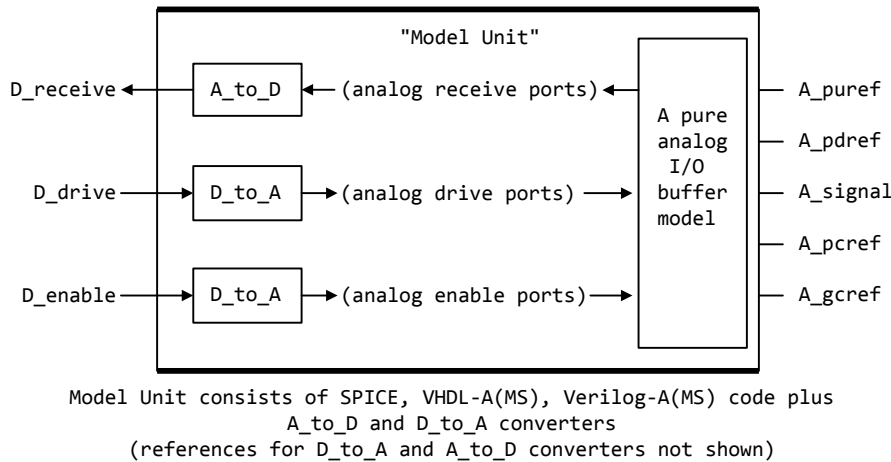 "Model Unit"
D_receive
A_to_D
(analog receive ports)
A_puref
A pure
analog
I/O
buffer
model
A_pdref
D_drive
D_to_A
(analog drive ports)
A_signal
A_pcref
D_enable
D_to_A
(analog enable ports)
A_gcref
Model Unit consists of SPICE, VHDL-A(MS), Verilog-A(MS) code plus
A_to_D and D_to_A converters
(references for D_to_A and A_to_D converters not shown)